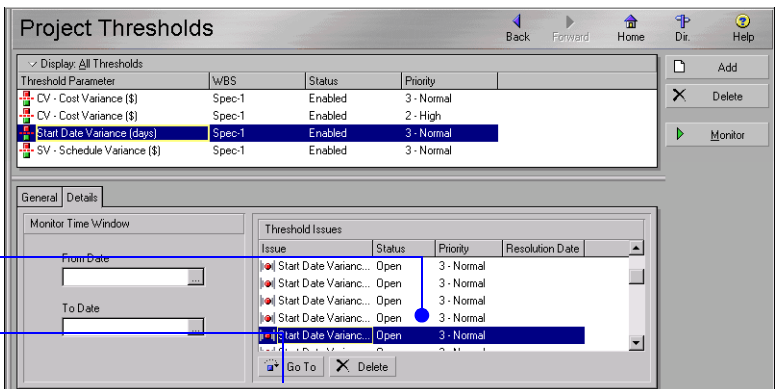 Project Thresholds
Back Forward Home Dir. Help
Display: All Thresholds
Threshold Parameter WBS Status Priority
CV - Cost Variance ($) Spec-1 Enabled 3 - Normal
CV - Cost Variance ($) Spec-1 Enabled 2 - High
Start Date Variance (days) Spec-1 Enabled 3 - Normal
SV - Schedule Variance ($) Spec-1 Enabled 3 - Normal
Add
Delete
Monitor
General Details
Monitor Time Window
From Date
...
To Date
...
Threshold Issues
Issue Status Priority Resolution Date
Start Date Varianc... Open 3 - Normal
Start Date Varianc... Open 3 - Normal
Start Date Varianc... Open 3 - Normal
Start Date Varianc... Open 3 - Normal
Start Date Varianc... Open 3 - Normal
3 - Normal
Go To Delete